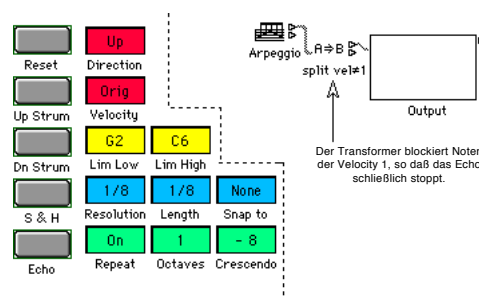 Reset
Up
Direction
Up Strum
Orig
Velocity
Dn Strum
G2
C6
Lim Low
Lim High
S & H
1/8
1/8
None
Resolution
Length
Snap to
Echo
On
1
- 8
Repeat
Octaves
Crescendo
Arpeggio
A⇒B
split vel≠1
Output
Der Transformer blockiert Noten
der Velocity 1, so daß das Echo
schließlich stoppt.